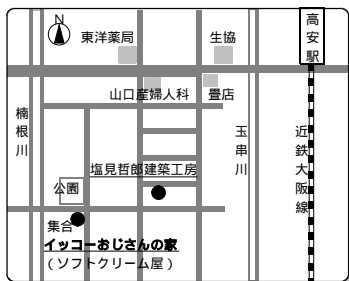 N
東洋薬局
生協
高安駅
山口産婦人科
畳店
楠根川
玉串川
近鉄大阪線
塩見哲郎建築工房
公園
集合
イッコーおじさんの家
(ソフトクリーム屋)